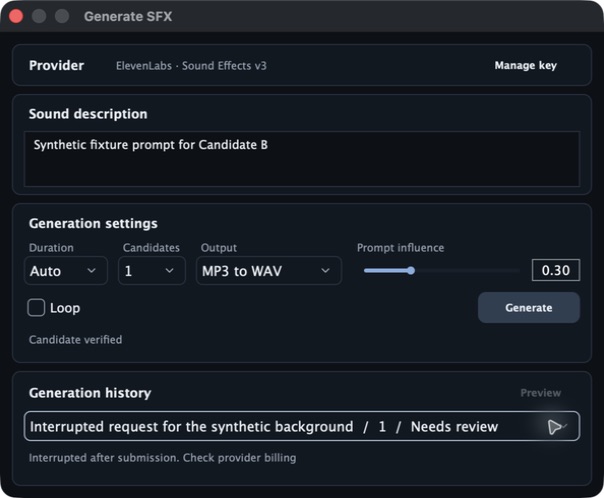 Generate SFX
Provider ElevenLabs · Sound Effects v3 Manage key
Sound description
Synthetic fixture prompt for Candidate B
Generation settings
Duration Candidates Output Prompt influence
Auto 1 MP3 to WAV 0.30
Loop Generate
Candidate verified
Generation history Preview
Interrupted request for the synthetic background / 1 / Needs review
Interrupted after submission. Check provider billing